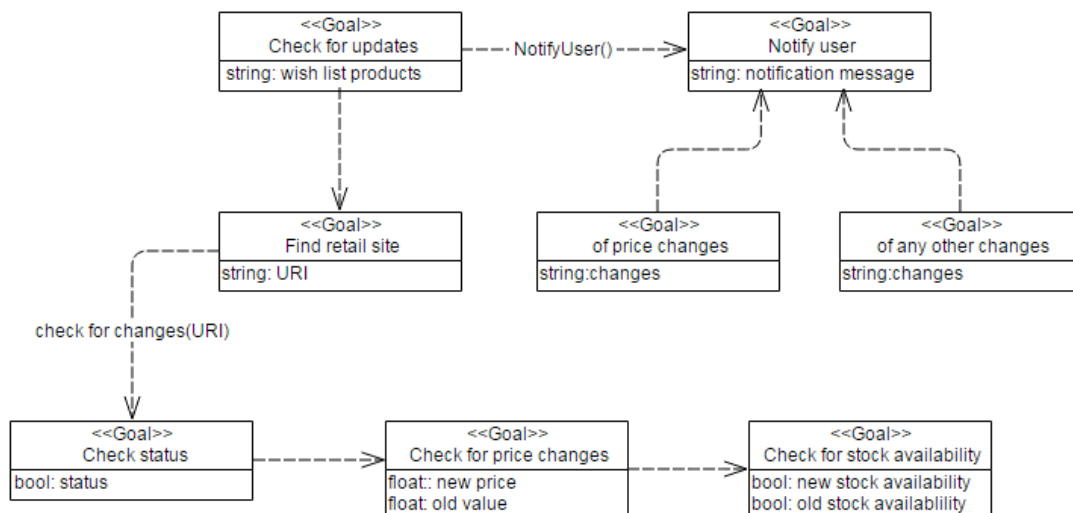 <<Goal>>
Check for updates
string: wish list products
NotifyUser()
<<Goal>>
Notify user
string: notification message
<<Goal>>
Find retail site
string: URI
<<Goal>>
of price changes
string:changes
<<Goal>>
of any other changes
string:changes
check for changes(URI)
<<Goal>>
Check status
bool: status
<<Goal>>
Check for price changes
float:: new price
float: old value
<<Goal>>
Check for stock availability
bool: new stock availability
bool: old stock availablility